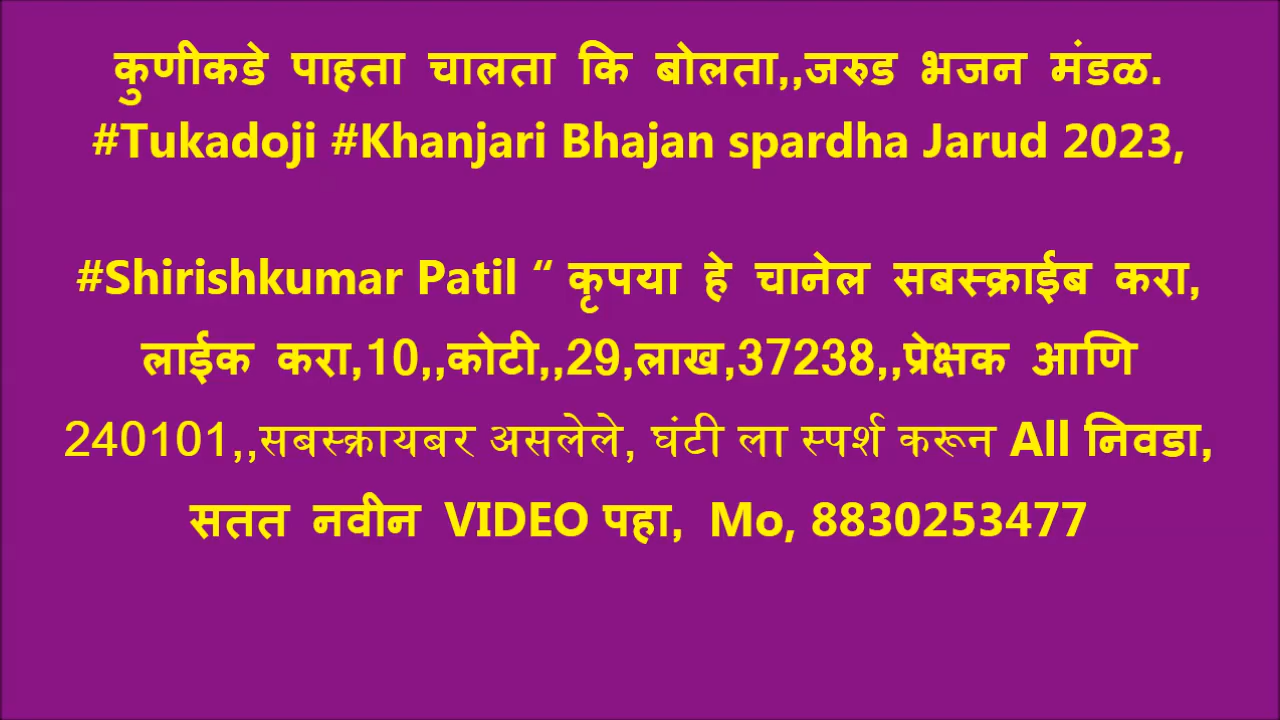 कुणीकडे पाहता चालता कि बोलता,,जरुड भजन मंडळ.
#Tukadoji #Khanjari Bhajan spardha Jarud 2023,
#Shirishkumar Patil “ कृपया हे चानेल सबस्क्राईब करा,
लाईक करा,10,,कोटी,,29,लाख,37238,,प्रेक्षक आणि
240101,,सबस्क्रायबर असलेले, घंटी ला स्पर्श करून All निवडा,
सतत नवीन VIDEO पहा, Mo, 8830253477